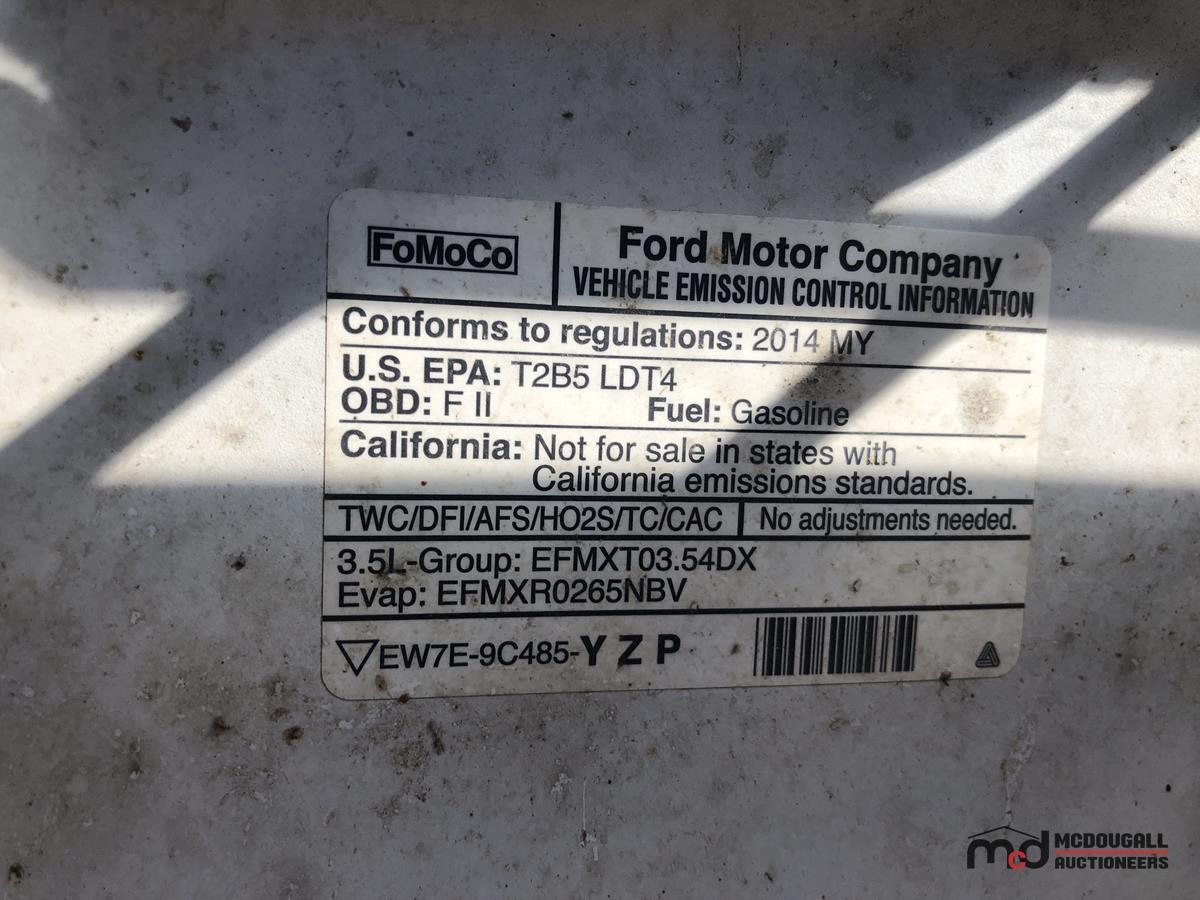 FoMoCo
Ford Motor Company
VEHICLE EMISSION CONTROL INFORMATION
Conforms to regulations: 2014 MY
U.S. EPA: T2B5 LDT4
OBD: F II Fuel: Gasoline
California: Not for sale in states with
California emissions standards.
TWC/DFI/AFS/HO2S/TC/CAC No adjustments needed.
3.5L-Group: EFMXT03.54DX
Evap: EFMXR0265NBV
EW7E-9C485-Y Z P
mcd MCDOUGALL
AUCTIONEERS